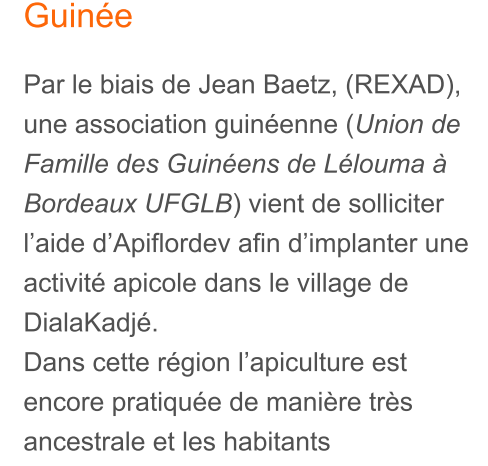 Guinée
Par le biais de Jean Baetz, (REXAD),
une association guinéenne (Union de
Famille des Guinéens de Lélouma à
Bordeaux UFGLB) vient de solliciter
l’aide d’Apiflordev afin d’implanter une
activité apicole dans le village de
DialaKadjé.
Dans cette région l’apiculture est
encore pratiquée de manière très
ancestrale et les habitants